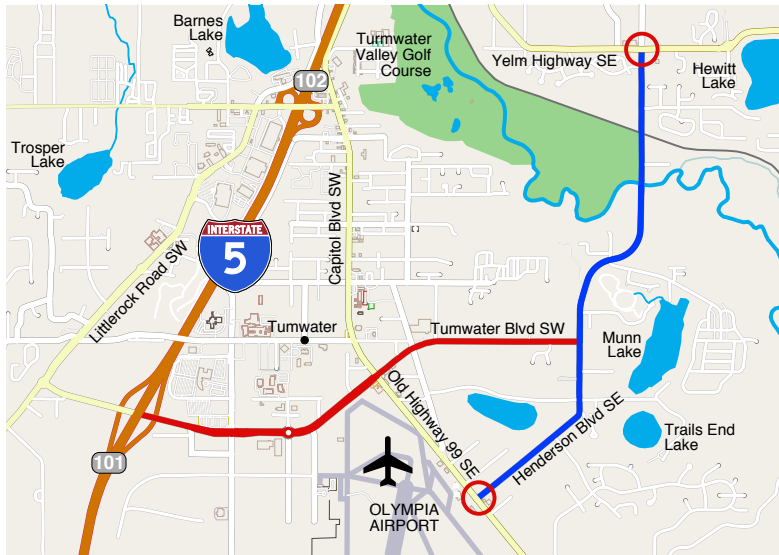 Barnes
Lake
Turmwater
Valley Golf
Course
Yelm Highway SE
Hewitt
Lake
102
Trosper
Lake
Capitol Blvd SW
INTERSTATE
5
Littlerock Road SW
Tumwater
Tumwater Blvd SW
Munn
Lake
Old Highway 99 SE
Henderson Blvd SE
Trails End
Lake
101
OLYMPIA
AIRPORT